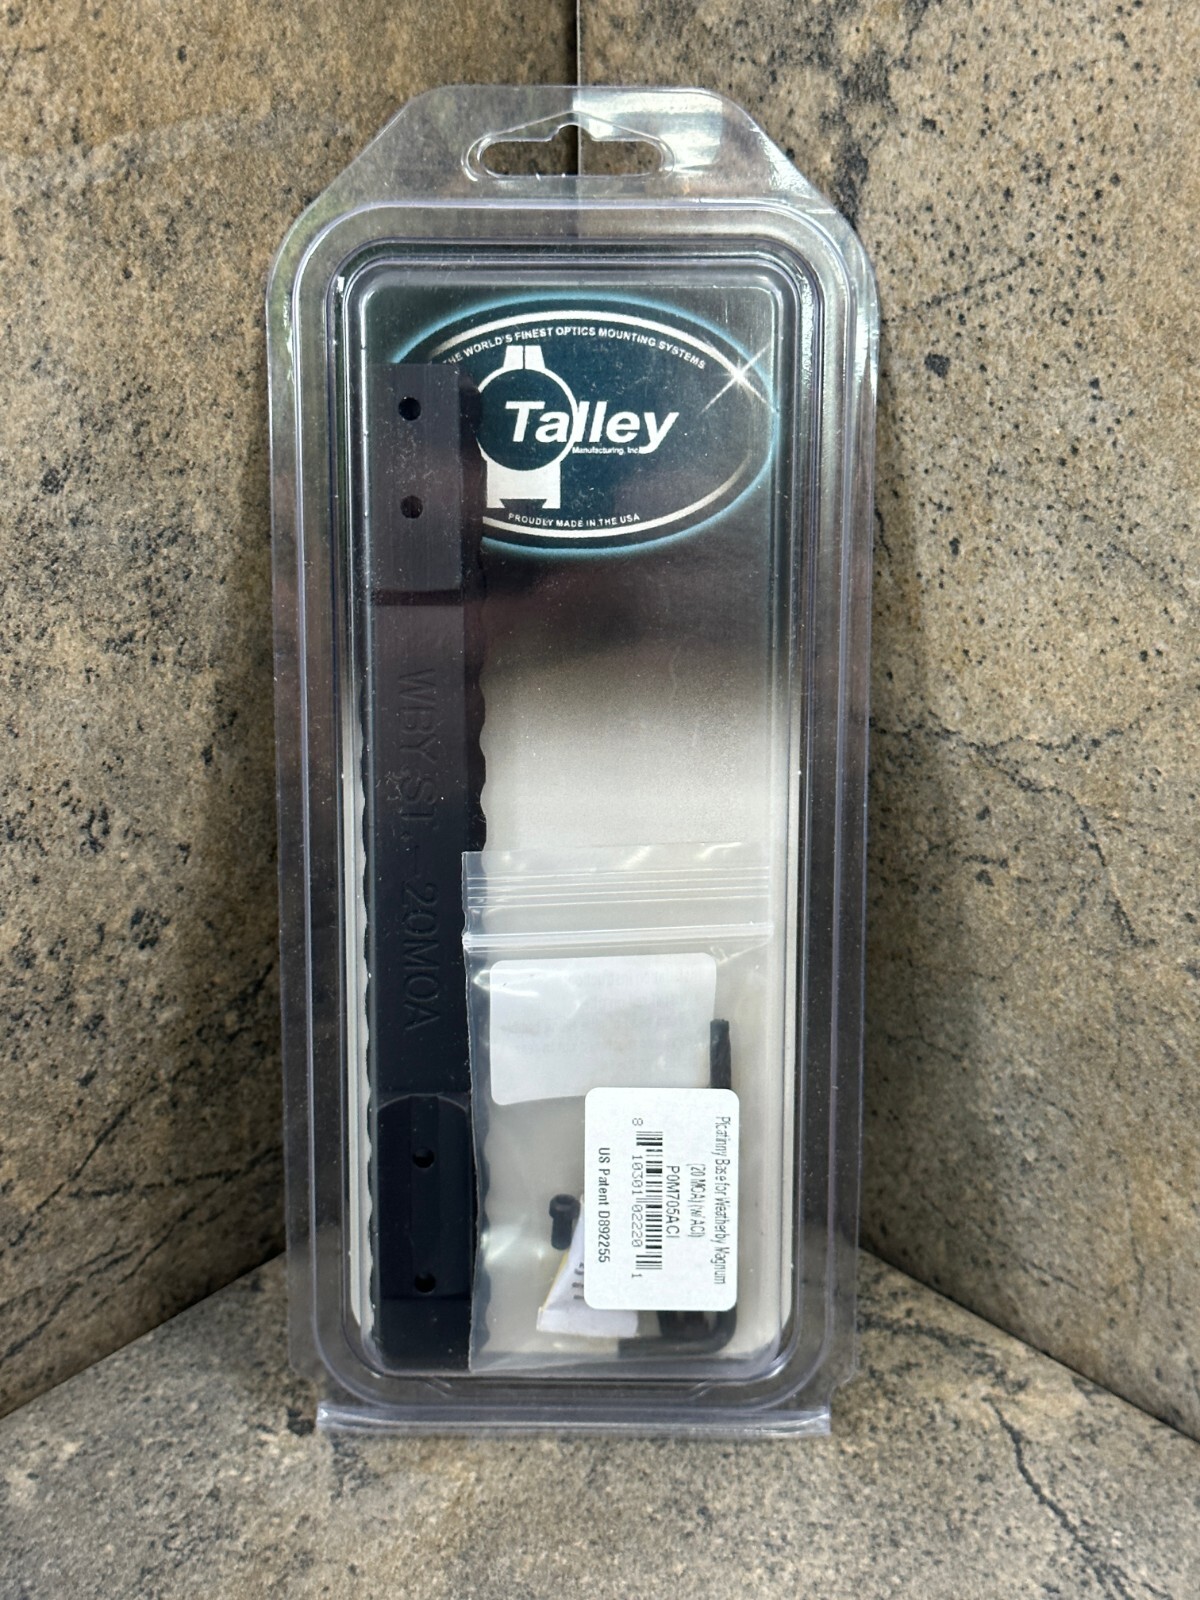 THE WORLD'S FINEST OPTICS MOUNTING SYSTEMS
Talley
Manufacturing, Inc.
PROUDLY MADE IN THE USA
WBY ST. - 20MOA
Picatinny Base for Weatherby Magnum
(20 MOA) (w/ ACI)
P0M705ACI
8 10301 02220 1
US Patent D892255